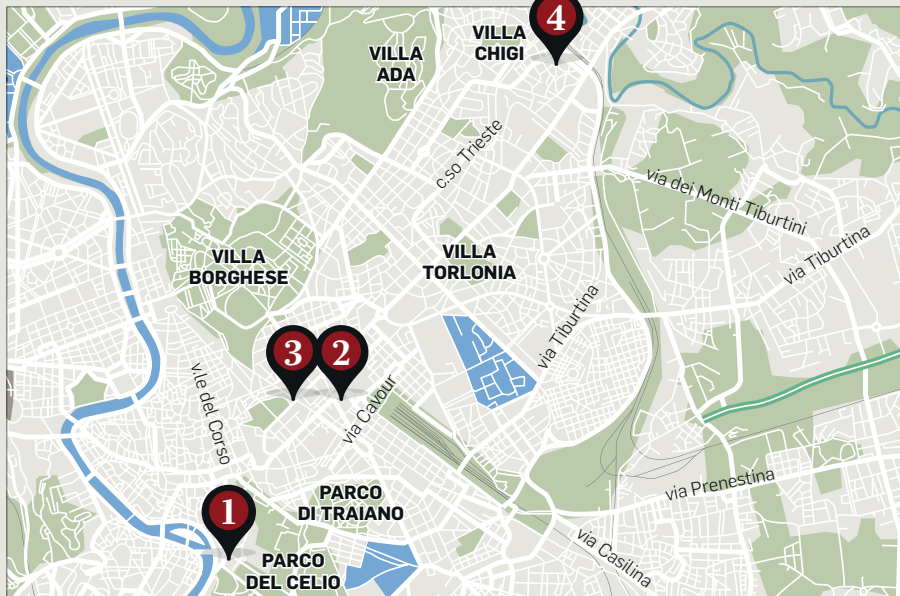 4
VILLA
CHIGI
VILLA
ADA
c.so Trieste
via dei Monti Tiburtini
via Tiburtina
VILLA
BORGHESE
VILLA
TORLONIA
via Tiburtina
3
2
v.le del Corso
via Cavour
via Prenestina
PARCO
DI TRAIANO
1
via Casilina
PARCO
DEL CELIO